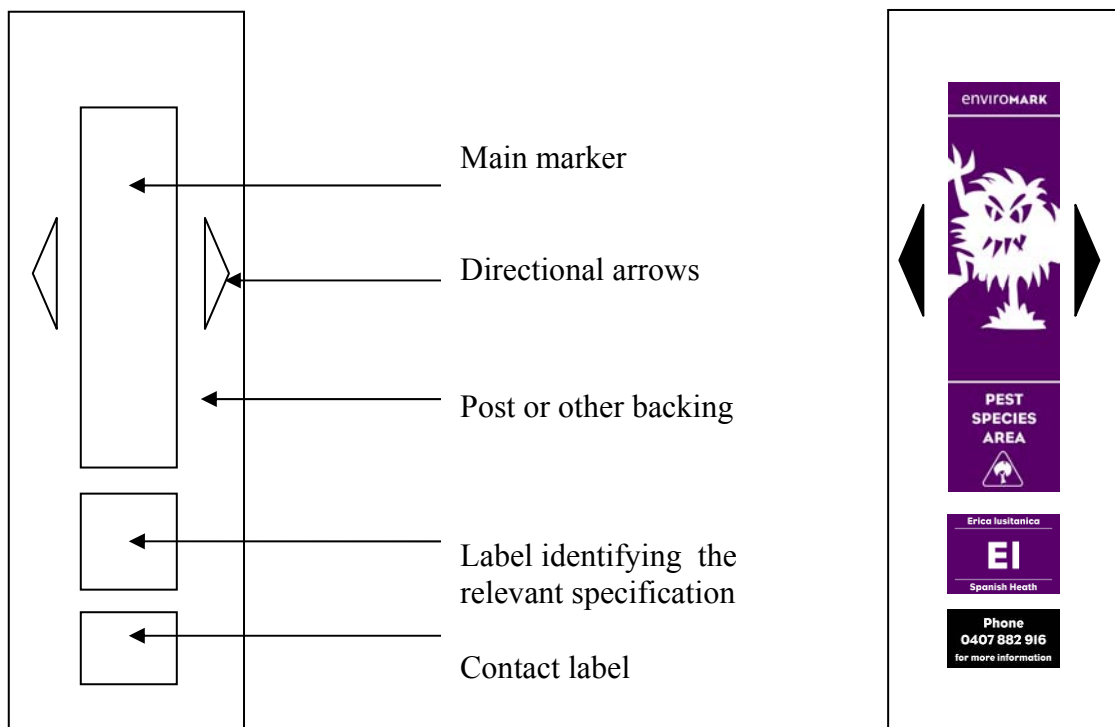 Main marker
Directional arrows
Post or other backing
Label identifying the
relevant specification
Contact label
enviroMARK
PEST
SPECIES
AREA
Erica lusitanica
El
Spanish Heath
Phone
0407 882 916
for more information